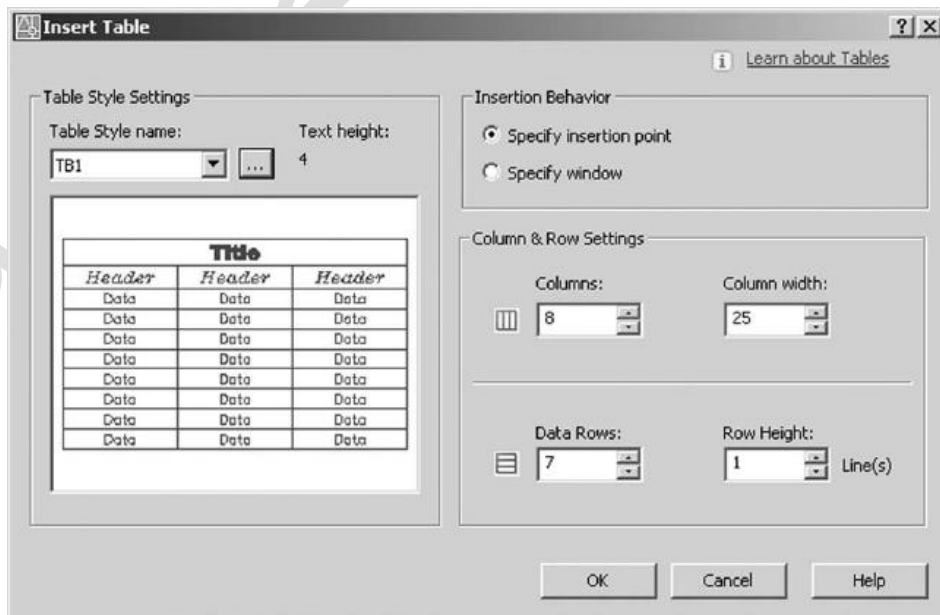 Insert Table
Learn about Tables
Table Style Settings
Table Style name:
Text height:
TB1
...
4
Title
Header Header Header
Data Data Data
Data Data Data
Data Data Data
Data Data Data
Data Data Data
Data Data Data
Data Data Data
Data Data Data
Insertion Behavior
Specify insertion point
Specify window
Column & Row Settings
Columns:
Column width:
8
25
Data Rows:
Row Height:
7
1
Line(s)
OK
Cancel
Help